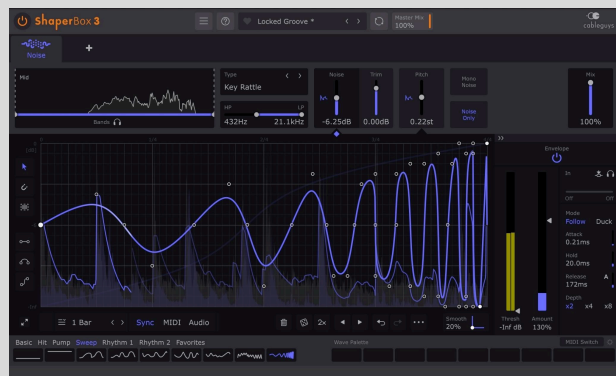 ShaperBox 3
Locked Groove *
Master Mix
100%
cableguys
Noise
+
Mid
Bands
Type
Key Rattle
HP
LP
432Hz
21.1kHz
Noise
-6.25dB
Trim
0.00dB
Pitch
0.22st
Mono
Noise
Noise
Only
Mix
100%
Envelope
In
Off
Mode
Follow
Duck
Attack
0.21ms
Hold
20.0ms
Release
172ms
A
Depth
x2
x4
x8
Thresh
-Inf dB
Amount
130%
1 Bar
Sync
MIDI
Audio
2x
Smooth
20%
Basic
Hit
Pump
Sweep
Rhythm 1
Rhythm 2
Favorites
Wave Palette
MIDI Switch